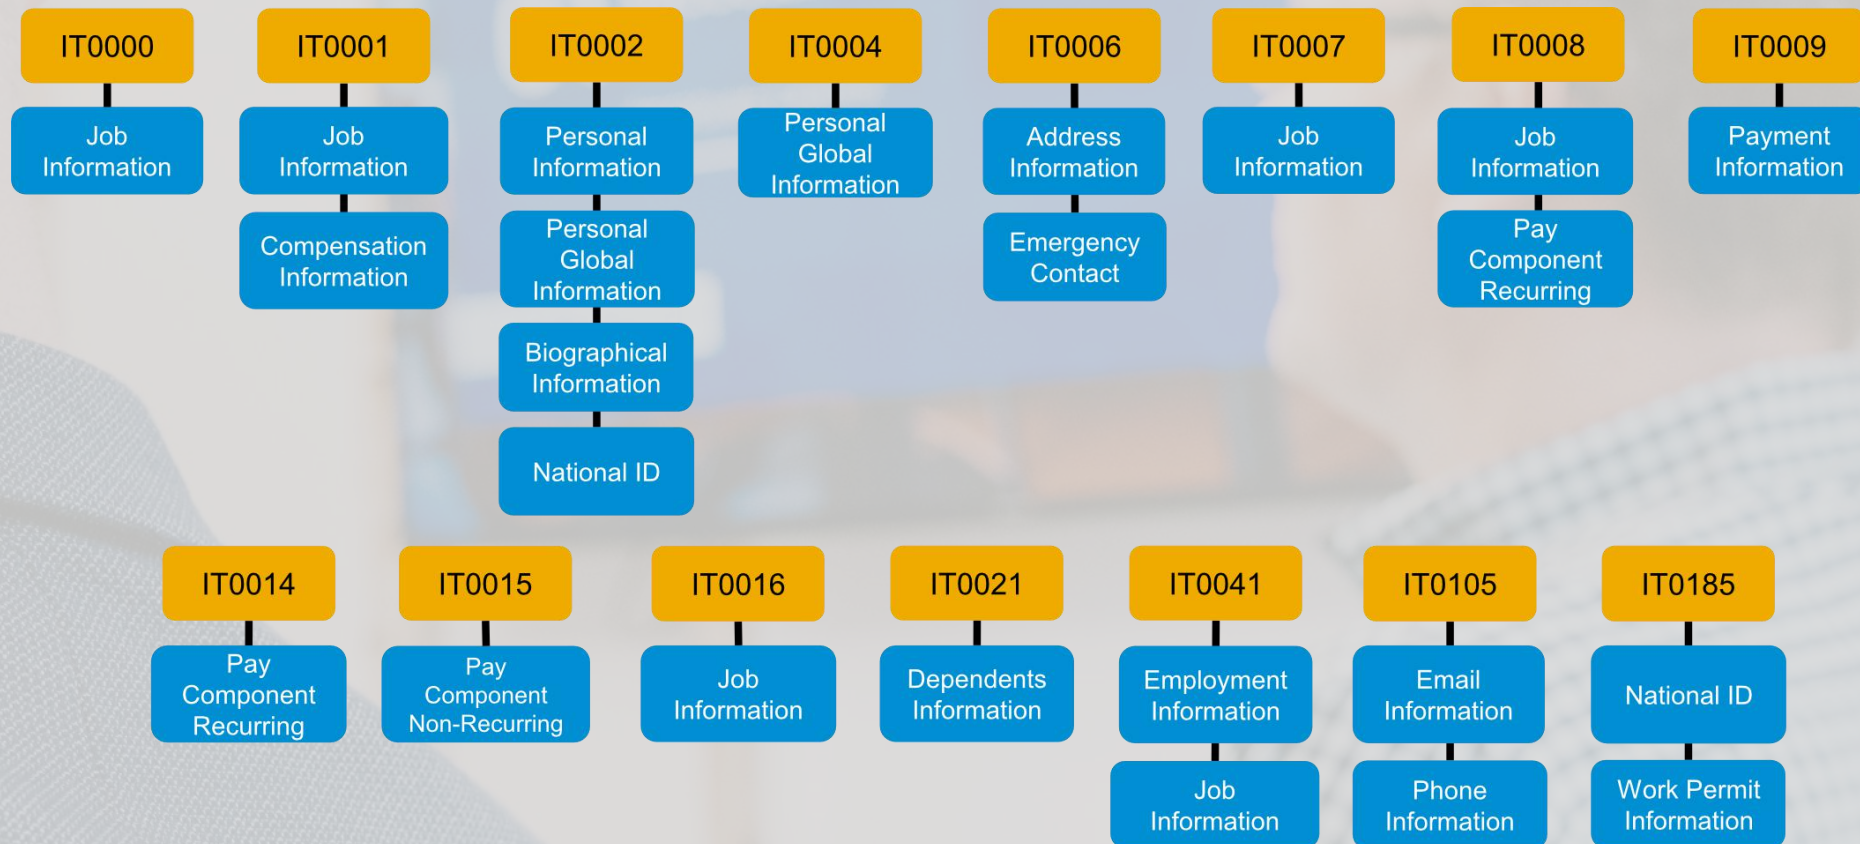 IT0000
IT0001
IT0002
IT0004
IT0006
IT0007
IT0008
IT0009
Job
Information
Job
Information
Personal
Information
Personal
Global
Information
Address
Information
Job
Information
Job
Information
Payment
Information
Compensation
Information
Personal
Global
Information
Emergency
Contact
Pay
Component
Recurring
Biographical
Information
National ID
IT0014
IT0015
IT0016
IT0021
IT0041
IT0105
IT0185
Pay
Component
Recurring
Pay
Component
Non-Recurring
Job
Information
Dependents
Information
Employment
Information
Email
Information
National ID
Job
Information
Phone
Information
Work Permit
Information